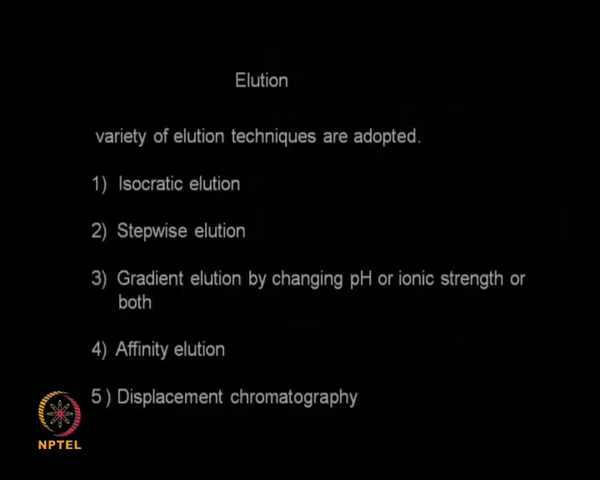 Elution
variety of elution techniques are adopted.
1) Isocratic elution
2) Stepwise elution
3) Gradient elution by changing pH or ionic strength or
both
4) Affinity elution
5 ) Displacement chromatography
NPTEL